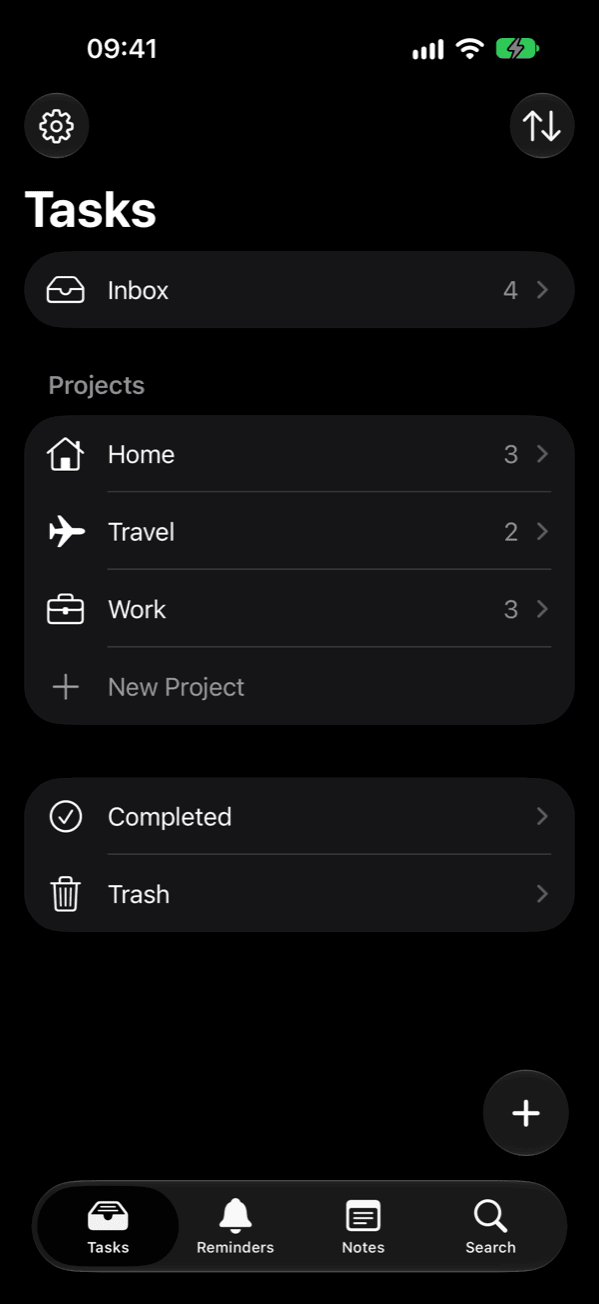 09:41
Tasks
Inbox 4
Projects
Home 3
Travel 2
Work 3
New Project
Completed
Trash
Tasks Reminders Notes Search